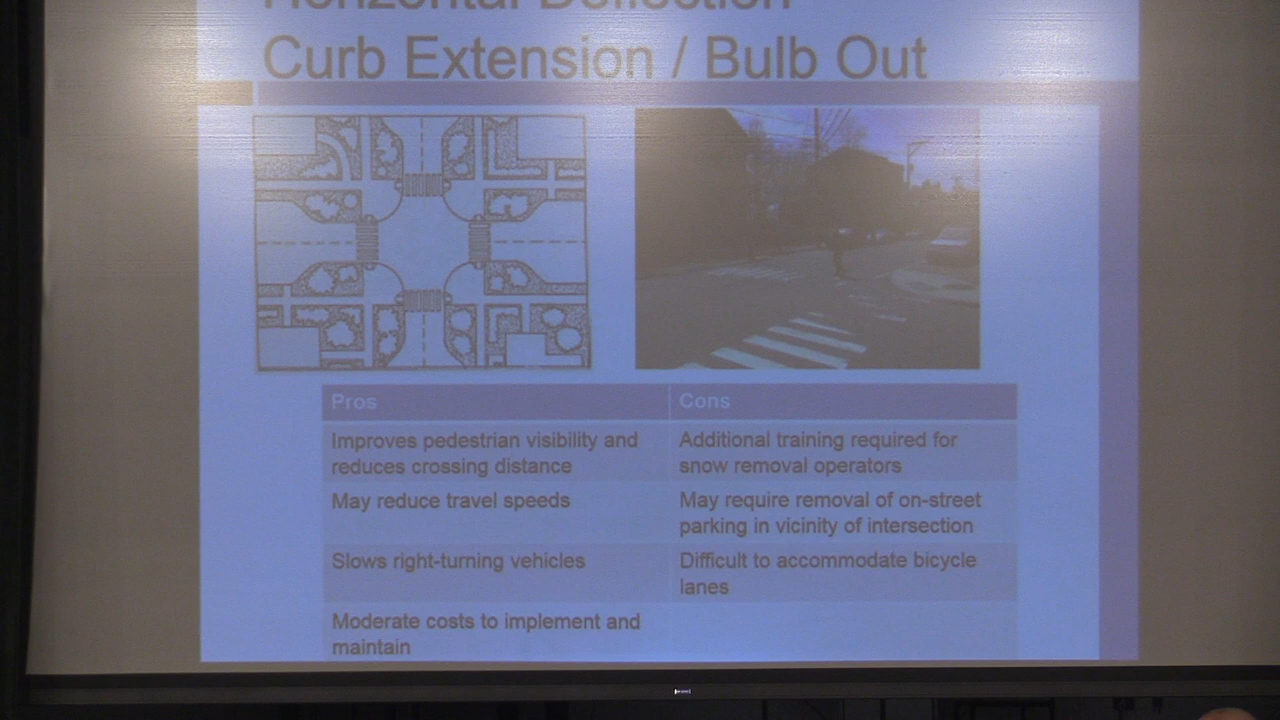 Horizontal Deflection
Curb Extension / Bulb Out
Pros
Cons
Improves pedestrian visibility and
reduces crossing distance
Additional training required for
snow removal operators
May reduce travel speeds
May require removal of on-street
parking in vicinity of intersection
Slows right-turning vehicles
Difficult to accommodate bicycle
lanes
Moderate costs to implement and
maintain